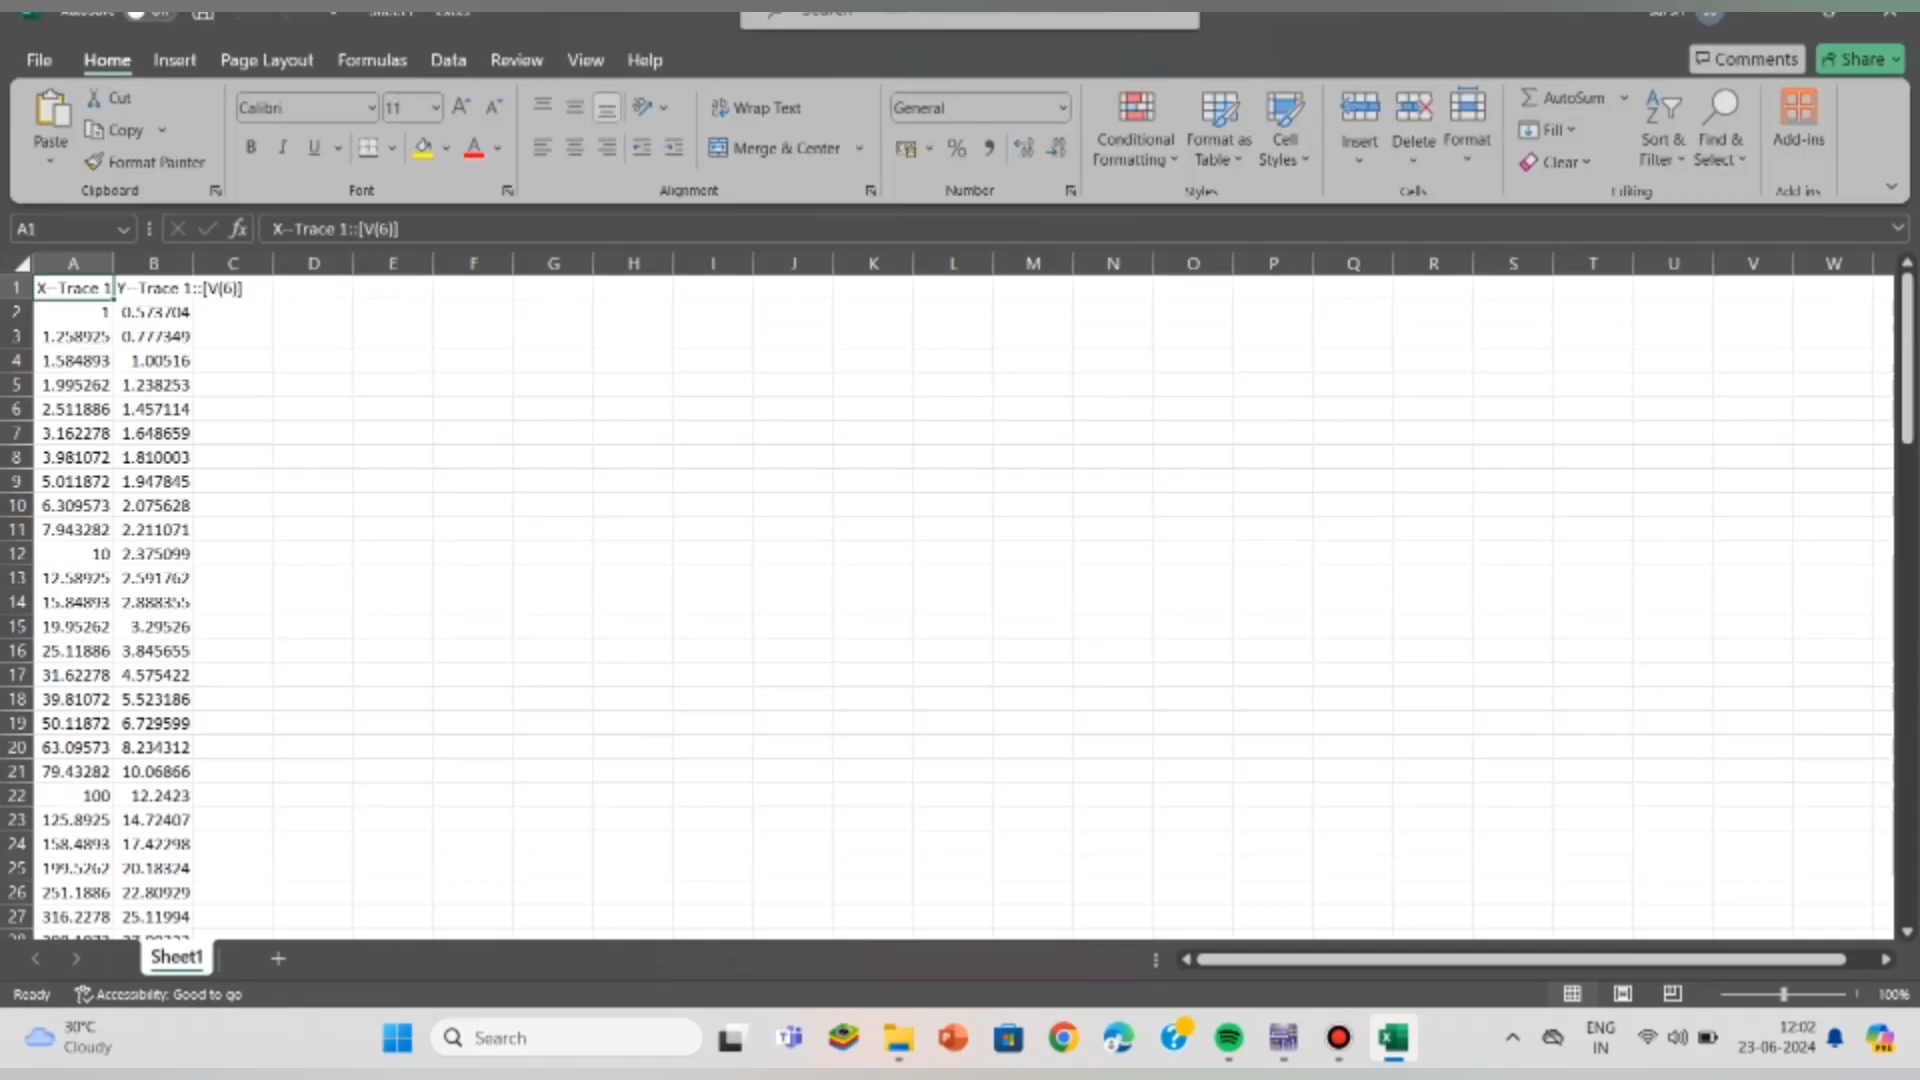 File Home Insert Page Layout Formulas Data Review View Help Comments Share
Calibri 11 Wrap Text General AutoSum
Paste Cut Copy Format Painter B I U Merge & Center Conditional Formatting Format as Table Cell Styles Insert Delete Format Fill Clear Sort & Filter Find & Select Add-ins
Clipboard Font Alignment Number Styles Cells Editing Add-ins
A1 fx X--Trace 1::[V(6)]
A B C D E F G H I J K L M N O P Q R S T U V W
1 X--Trace 1 Y--Trace 1::[V(6)]
2 1 0.573704
3 1.258925 0.777349
4 1.584893 1.00516
5 1.995262 1.238253
6 2.511886 1.457114
7 3.162278 1.648659
8 3.981072 1.810003
9 5.011872 1.947845
10 6.309573 2.075628
11 7.943282 2.211071
12 10 2.375099
13 12.58925 2.591762
14 15.84893 2.888355
15 19.95262 3.29526
16 25.11886 3.845655
17 31.62278 4.575422
18 39.81072 5.523186
19 50.11872 6.729599
20 63.09573 8.234312
21 79.43282 10.06866
22 100 12.2423
23 125.8925 14.72407
24 158.4893 17.42298
25 199.5262 20.18324
26 251.1886 22.80929
27 316.2278 25.11994
Sheet1
Ready Accessibility: Good to go 100%
30°C
Cloudy
Search
ENG
IN
12:02
23-06-2024